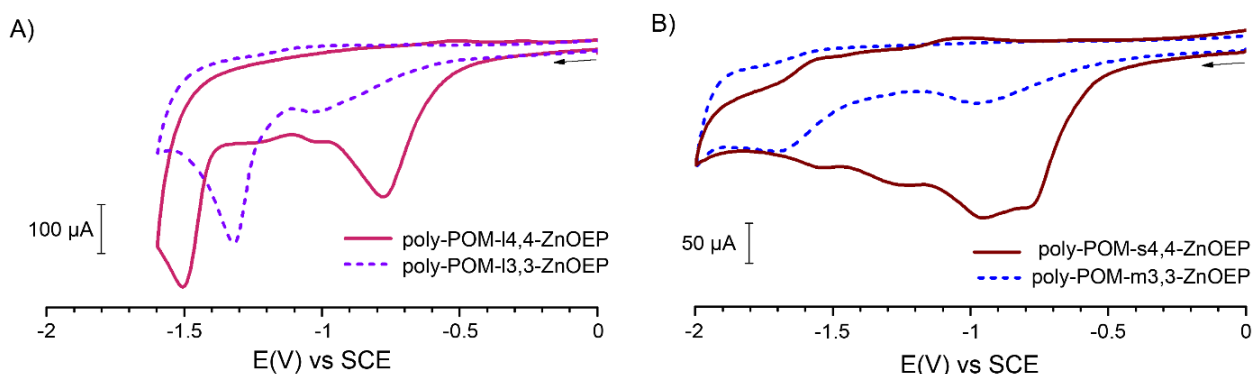 A)
100 µA
poly-POM-l4,4-ZnOEP
poly-POM-l3,3-ZnOEP
-2 -1.5 -1 -0.5 0
E(V) vs SCE
B)
50 µA
poly-POM-s4,4-ZnOEP
poly-POM-m3,3-ZnOEP
-2 -1.5 -1 -0.5 0
E(V) vs SCE